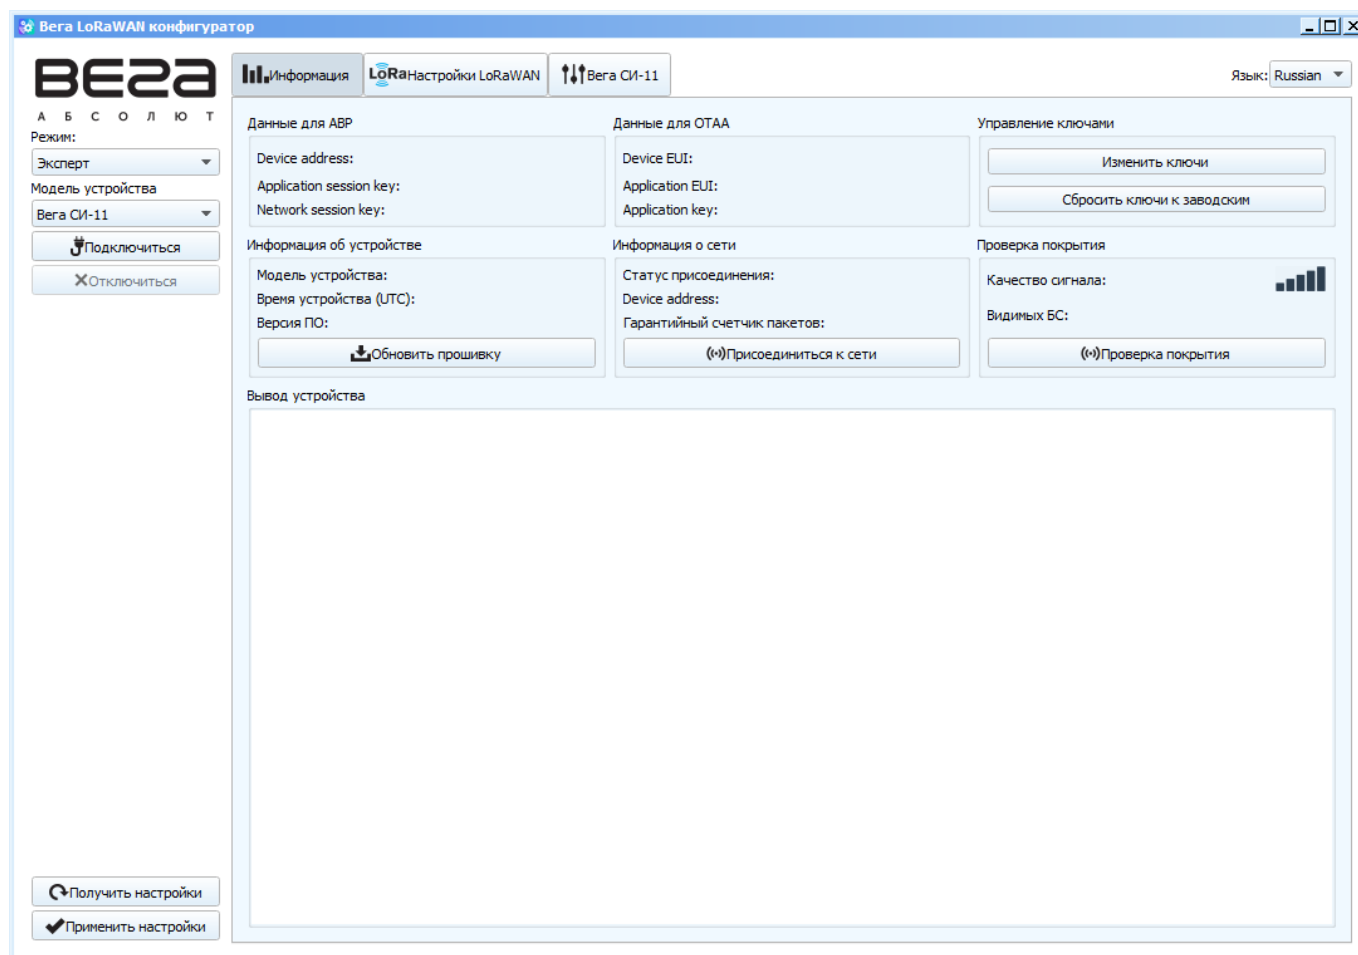 Вега LoRaWAN конфигуратор
ВЕГА
АБСОЛЮТ
Режим:
Эксперт
Модель устройства
Вега СИ-11
Подключиться
Отключиться
Получить настройки
Применить настройки
Информация
LoRa Настройки LoRaWAN
Вега СИ-11
Язык: Russian
Данные для ABP
Device address:
Application session key:
Network session key:
Данные для OTAA
Device EUI:
Application EUI:
Application key:
Управление ключами
Изменить ключи
Сбросить ключи к заводским
Информация об устройстве
Модель устройства:
Время устройства (UTC):
Версия ПО:
Обновить прошивку
Информация о сети
Статус присоединения:
Device address:
Гарантийный счетчик пакетов:
Присоединиться к сети
Проверка покрытия
Качество сигнала:
Видимых БС:
Проверка покрытия
Вывод устройства